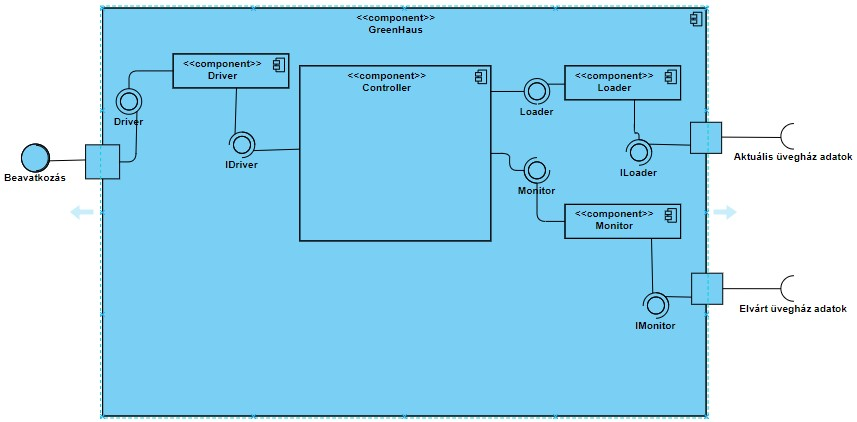 <<component>>
GreenHaus
<<component>>
Driver
<<component>>
Controller
<<component>>
Loader
Driver
Loader
IDriver
Beavatkozás
Aktuális üvegház adatok
ILoader
Monitor
<<component>>
Monitor
Elvárt üvegház adatok
IMonitor